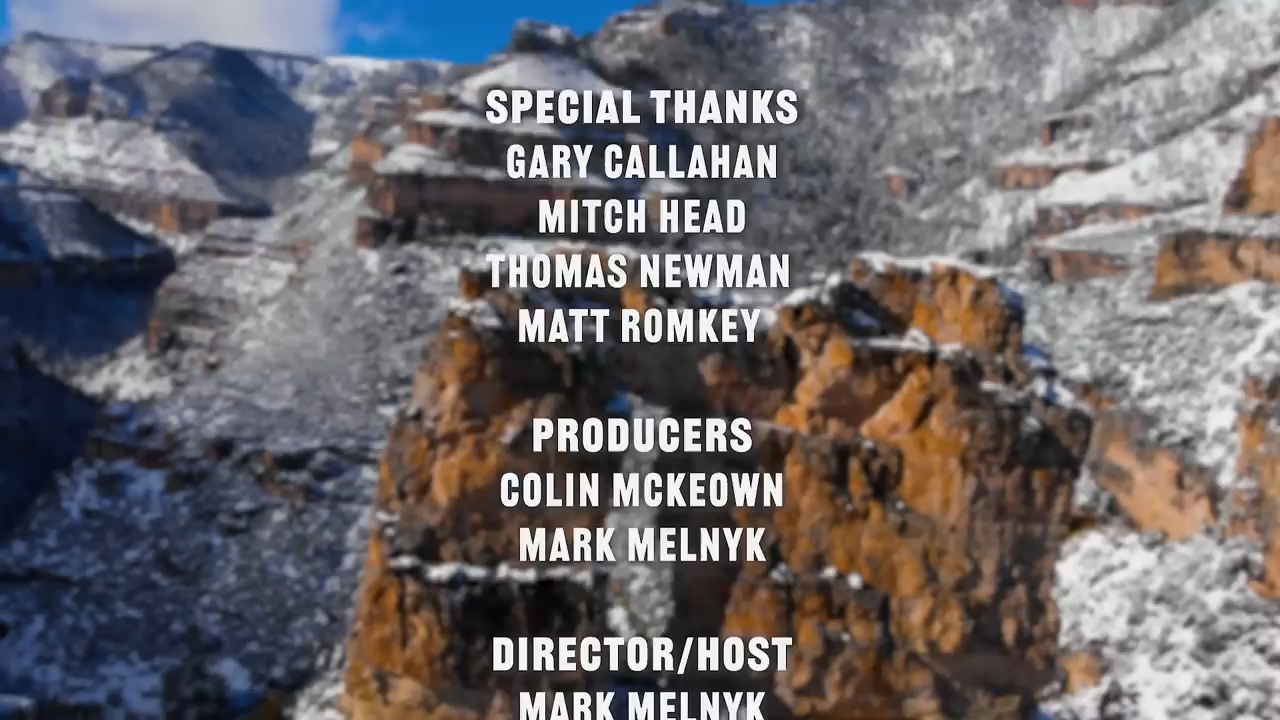 SPECIAL THANKS
GARY CALLAHAN
MITCH HEAD
THOMAS NEWMAN
MATT ROMKEY
PRODUCERS
COLIN MCKEOWN
MARK MELNYK
DIRECTOR/HOST
MARK MELNYK